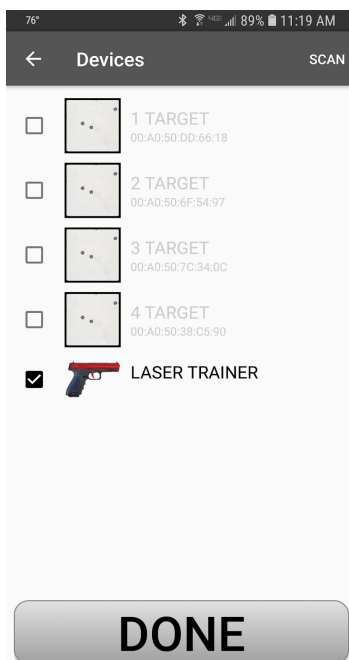 76° 4G 89% 11:19 AM
Devices SCAN
1 TARGET
00:A0:50:DD:66:18
2 TARGET
00:A0:50:6F:54:97
3 TARGET
00:A0:50:7C:34:0C
4 TARGET
00:A0:50:38:C5:90
LASER TRAINER
DONE